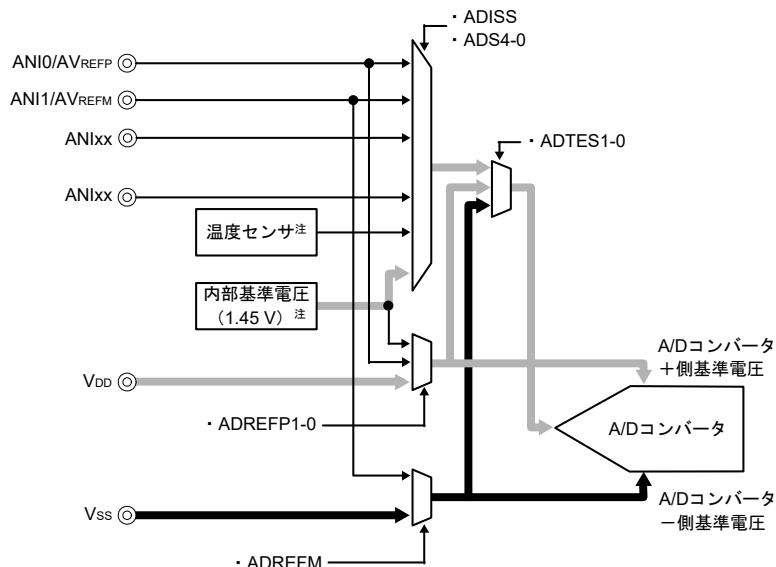 ・ADISS
・ADS4-0
ANI0/AVREFP
ANI1/AVREFM
ANIxx
・ADTES1-0
ANIxx
温度センサ注
内部基準電圧
（1.45 V）注
A/Dコンバータ
＋側基準電圧
VDD
・ADREFP1-0
A/Dコンバータ
A/Dコンバータ
－側基準電圧
VSS
・ADREFM